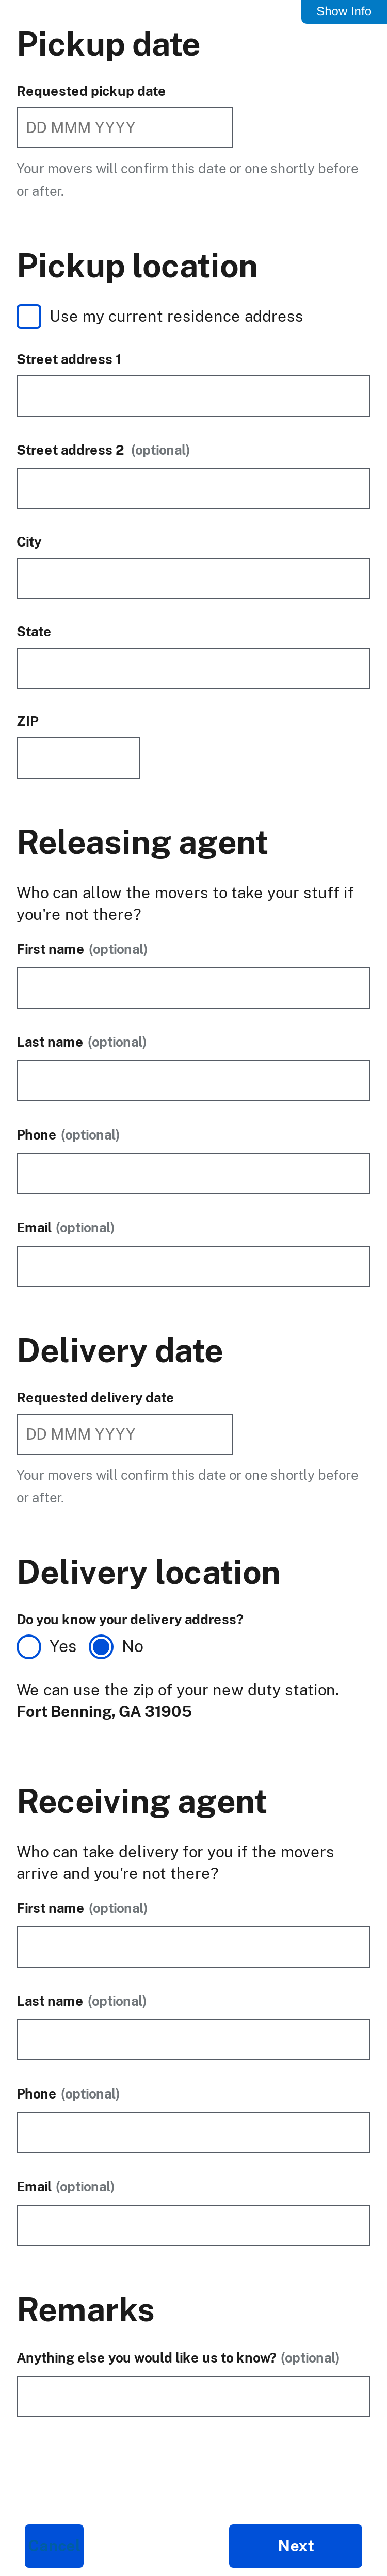 Show Info
Pickup date
Requested pickup date
DD MMM YYYY
Your movers will confirm this date or one shortly before
or after.
Pickup location
Use my current residence address
Street address 1
Street address 2 (optional)
City
State
ZIP
Releasing agent
Who can allow the movers to take your stuff if
you're not there?
First name (optional)
Last name (optional)
Phone (optional)
Email (optional)
Delivery date
Requested delivery date
DD MMM YYYY
Your movers will confirm this date or one shortly before
or after.
Delivery location
Do you know your delivery address?
Yes No
We can use the zip of your new duty station.
Fort Benning, GA 31905
Receiving agent
Who can take delivery for you if the movers
arrive and you're not there?
First name (optional)
Last name (optional)
Phone (optional)
Email (optional)
Remarks
Anything else you would like us to know? (optional)
Next